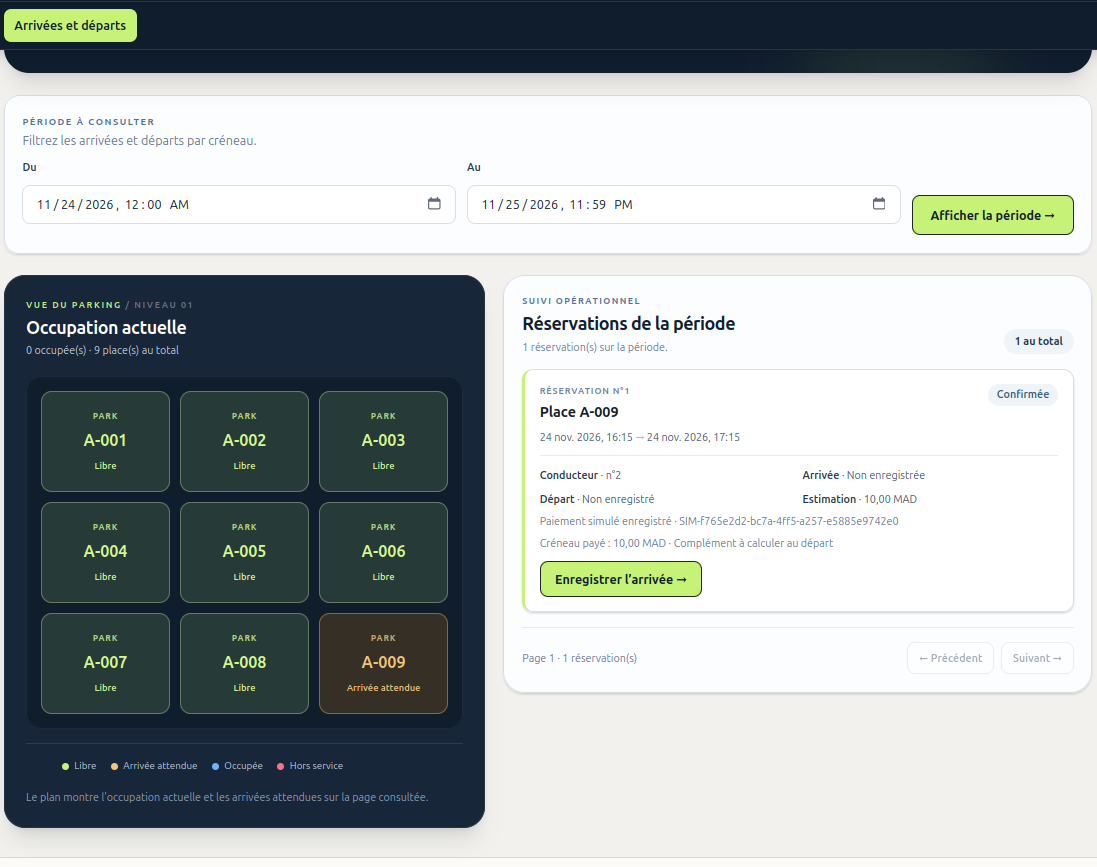 Arrivées et départs
PÉRIODE À CONSULTER
Filtrez les arrivées et départs par créneau.
Du
Au
11/24/2026, 12:00 AM
11/25/2026, 11:59 PM
Afficher la période →
VUE DU PARKING / NIVEAU 01
Occupation actuelle
0 occupée(s) · 9 place(s) au total
PARK
A-001
Libre
PARK
A-002
Libre
PARK
A-003
Libre
PARK
A-004
Libre
PARK
A-005
Libre
PARK
A-006
Libre
PARK
A-007
Libre
PARK
A-008
Libre
PARK
A-009
Arrivée attendue
Libre
Arrivée attendue
Occupée
Hors service
Le plan montre l’occupation actuelle et les arrivées attendues sur la page consultée.
SUIVI OPÉRATIONNEL
Réservations de la période
1 réservation(s) sur la période.
1 au total
RÉSERVATION N°1
Confirmée
Place A-009
24 nov. 2026, 16:15 → 24 nov. 2026, 17:15
Conducteur · n°2
Arrivée · Non enregistrée
Départ · Non enregistré
Estimation · 10,00 MAD
Paiement simulé enregistré · SIM-f765e2d2-bc7a-4ff5-a257-e5885e9742e0
Créneau payé : 10,00 MAD · Complément à calculer au départ
Enregistrer l’arrivée →
Page 1 · 1 réservation(s)
← Précédent
Suivant →